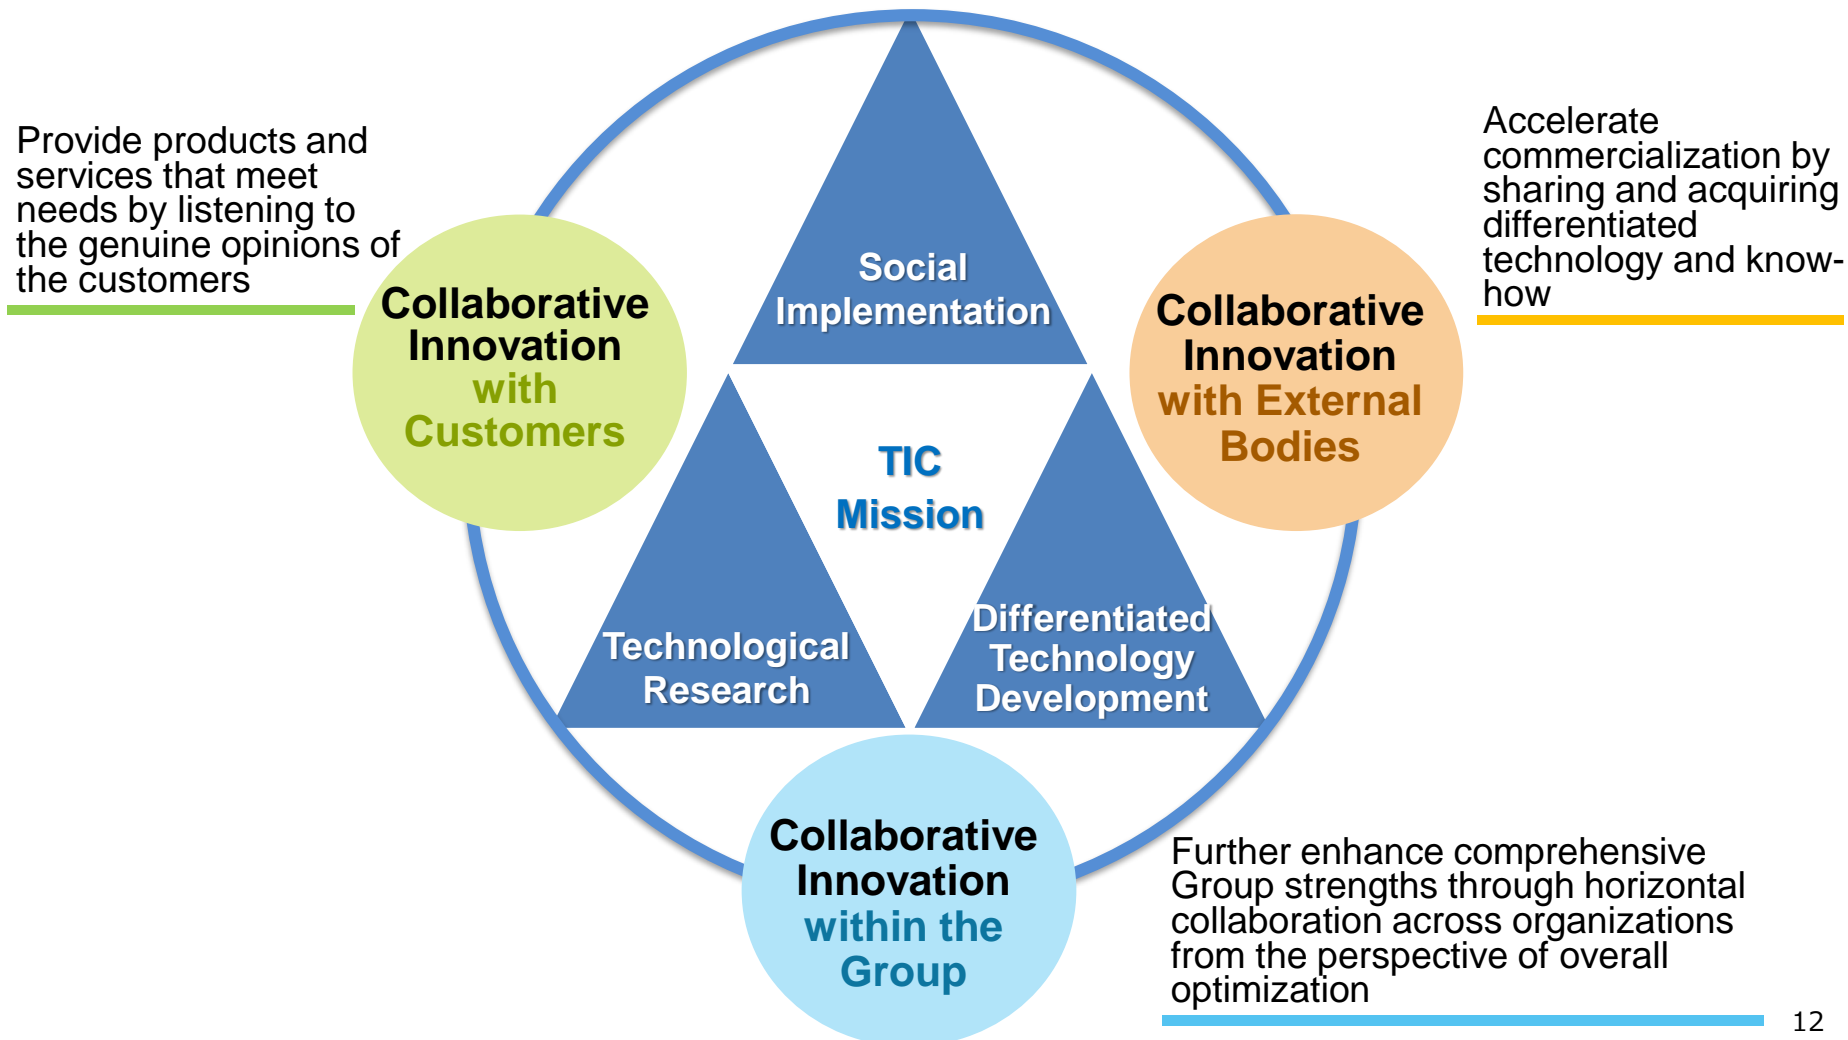 Provide products and
services that meet
needs by listening to
the genuine opinions of
the customers
Collaborative
Innovation
with
Customers
Social
Implementation
Accelerate
commercialization by
sharing and acquiring
differentiated
technology and know-
how
Collaborative
Innovation
with External
Bodies
TIC
Mission
Technological
Research
Differentiated
Technology
Development
Collaborative
Innovation
within the
Group
Further enhance comprehensive
Group strengths through horizontal
collaboration across organizations
from the perspective of overall
optimization
12